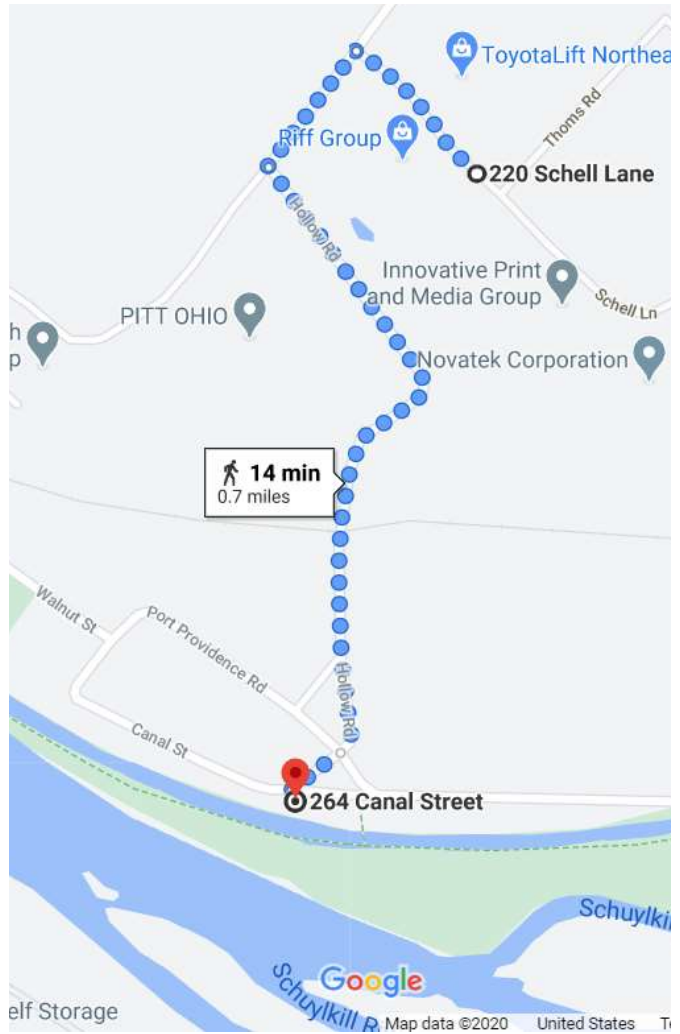 ToyotaLift Northea
Riff Group
Thoms Rd
220 Schell Lane
Hollow Rd
Innovative Print
and Media Group
Schell Ln
PITT OHIO
h
p
Novatek Corporation
14 min
0.7 miles
Walnut St
Port Providence Rd
Hollow Rd
Canal St
264 Canal Street
Schuylkil
Google
Schuylkill R
elf Storage
Map data ©2020 United States Te